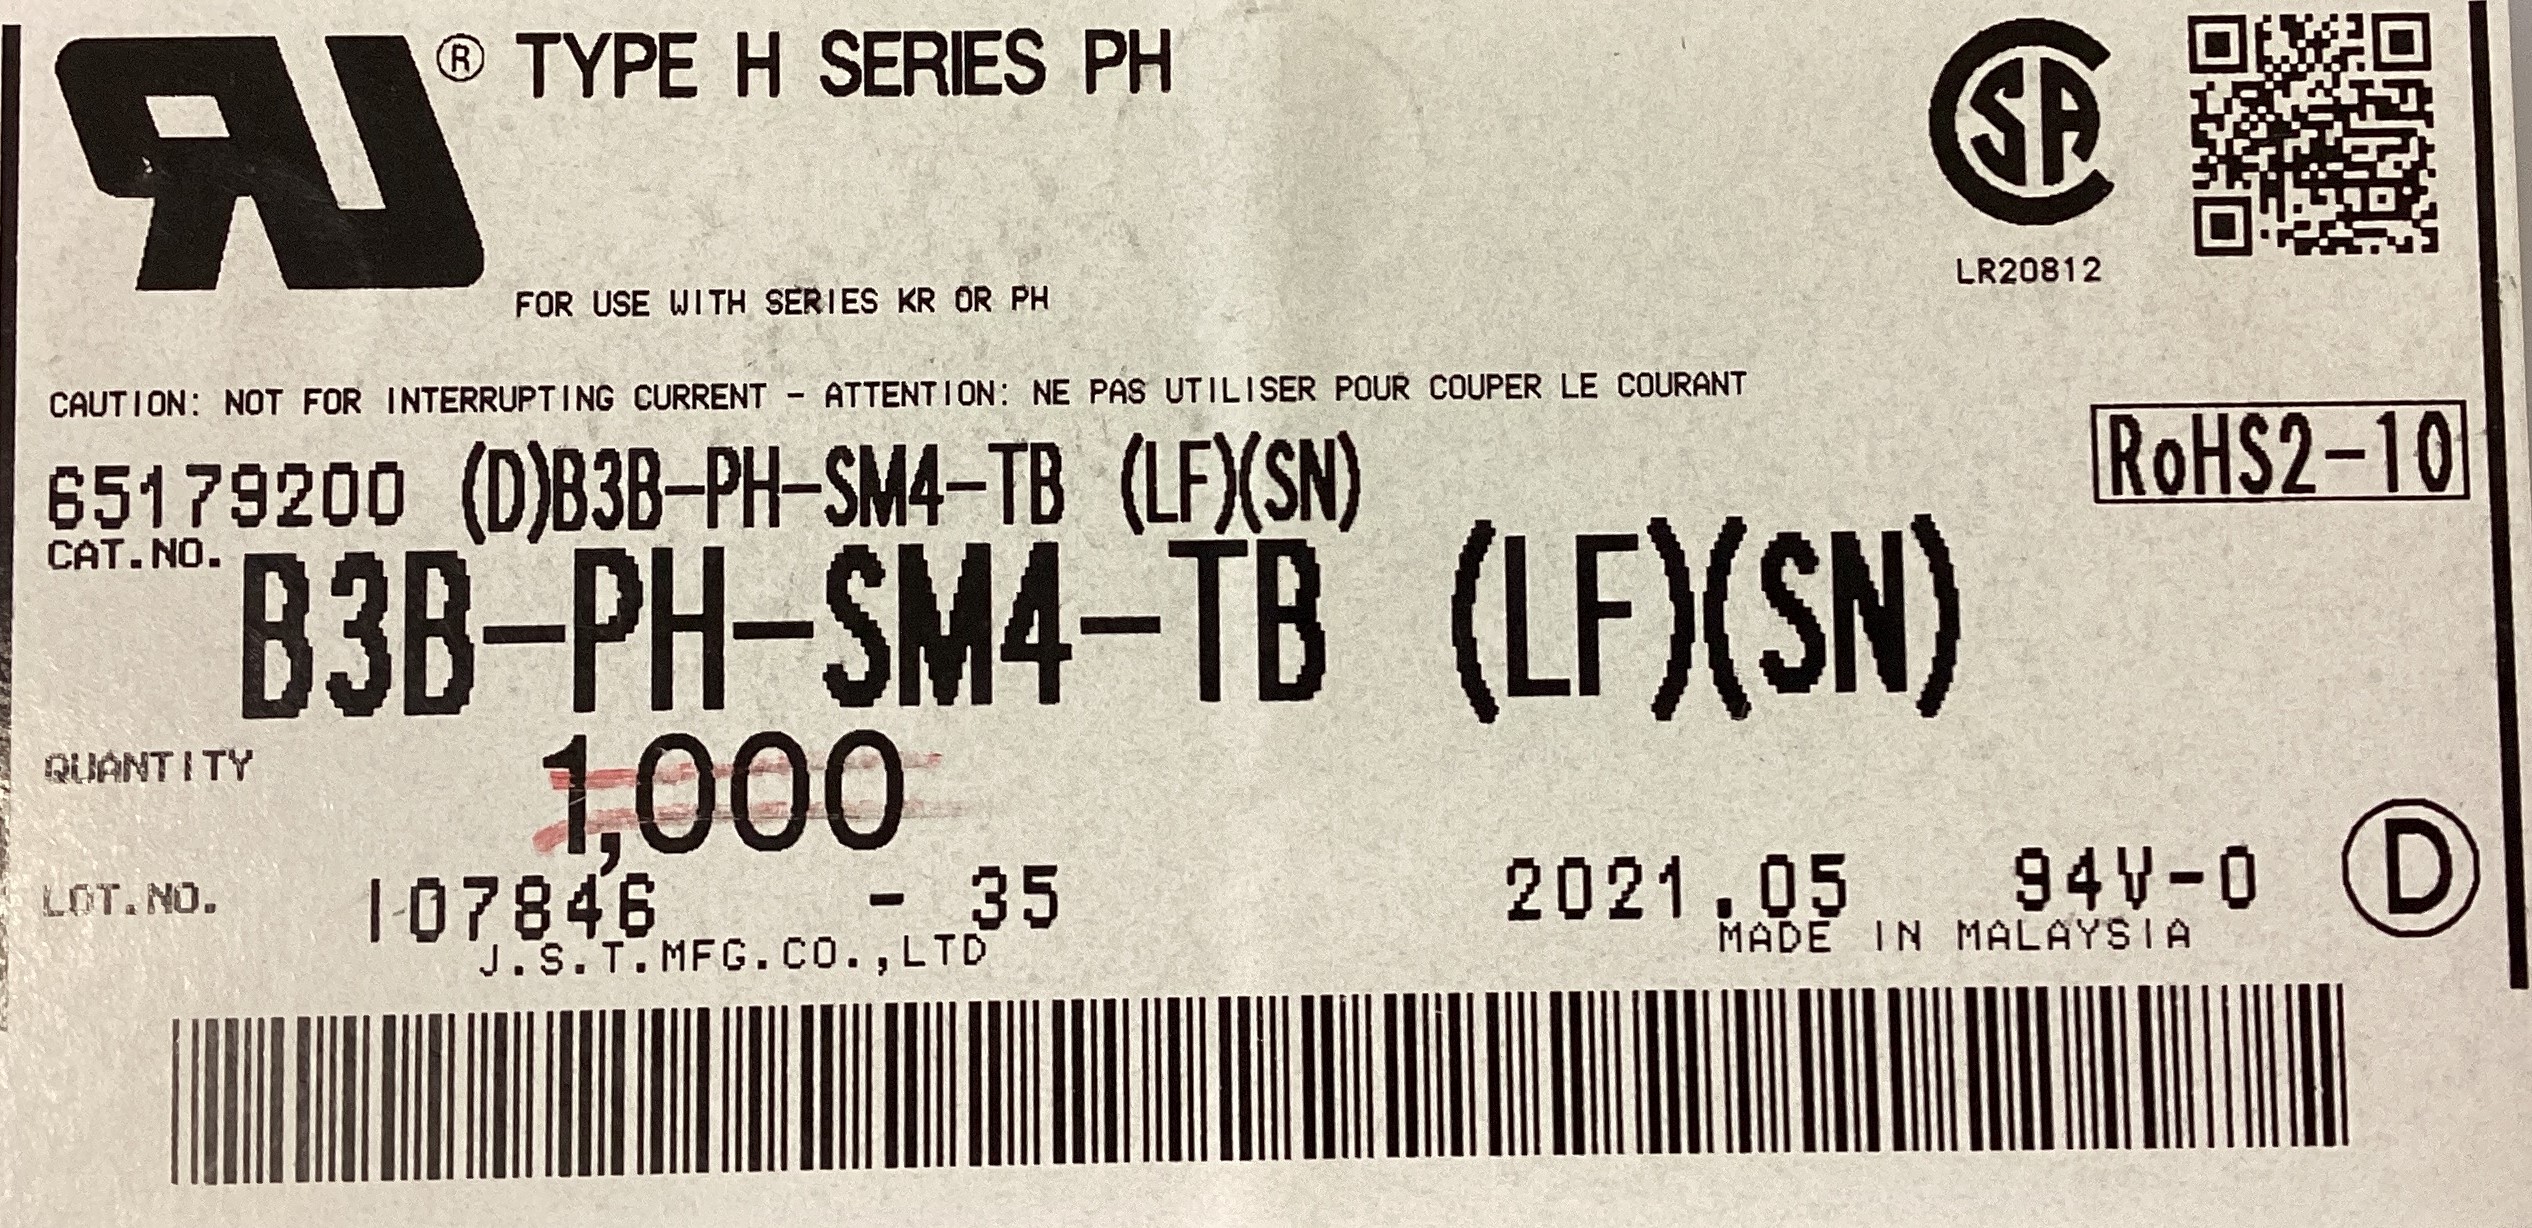 ® TYPE H SERIES PH
CSA
LR20812
FOR USE WITH SERIES KR OR PH
CAUTION: NOT FOR INTERRUPTING CURRENT - ATTENTION: NE PAS UTILISER POUR COUPER LE COURANT
RoHS2-10
65179200 (D)B3B-PH-SM4-TB (LF)(SN)
CAT.NO. B3B-PH-SM4-TB (LF)(SN)
QUANTITY 1,000
LOT.NO. 107846 - 35 2021.05 94V-0 D
J.S.T.MFG.CO.,LTD MADE IN MALAYSIA